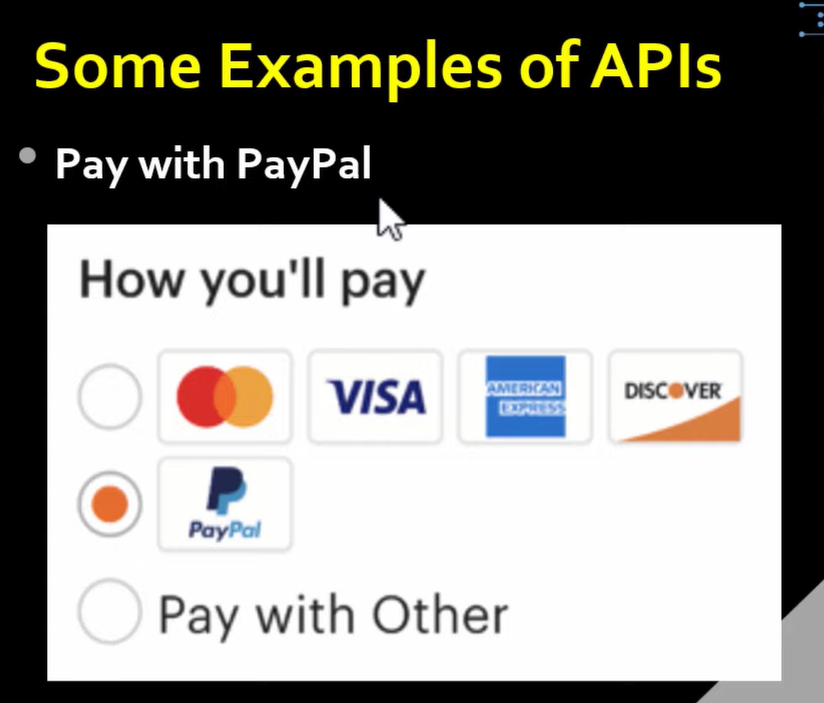 Some Examples of APIs
Pay with PayPal
How you'll pay
VISA AMERICAN EXPRESS DISCOVER
PayPal
Pay with Other